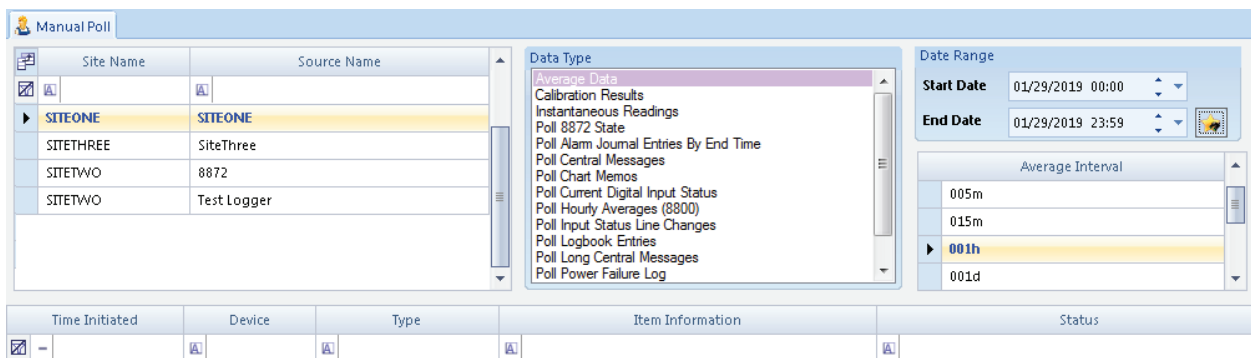 Manual Poll
Site Name Source Name
SITEONE SITEONE
SITETHREE SiteThree
SITETWO 8872
SITETWO Test Logger
Data Type
Average Data
Calibration Results
Instantaneous Readings
Poll 8872 State
Poll Alarm Journal Entries By End Time
Poll Central Messages
Poll Chart Memos
Poll Current Digital Input Status
Poll Hourly Averages (8800)
Poll Input Status Line Changes
Poll Logbook Entries
Poll Long Central Messages
Poll Power Failure Log
Date Range
Start Date 01/29/2019 00:00
End Date 01/29/2019 23:59
Average Interval
005m
015m
001h
001d
Time Initiated Device Type Item Information Status